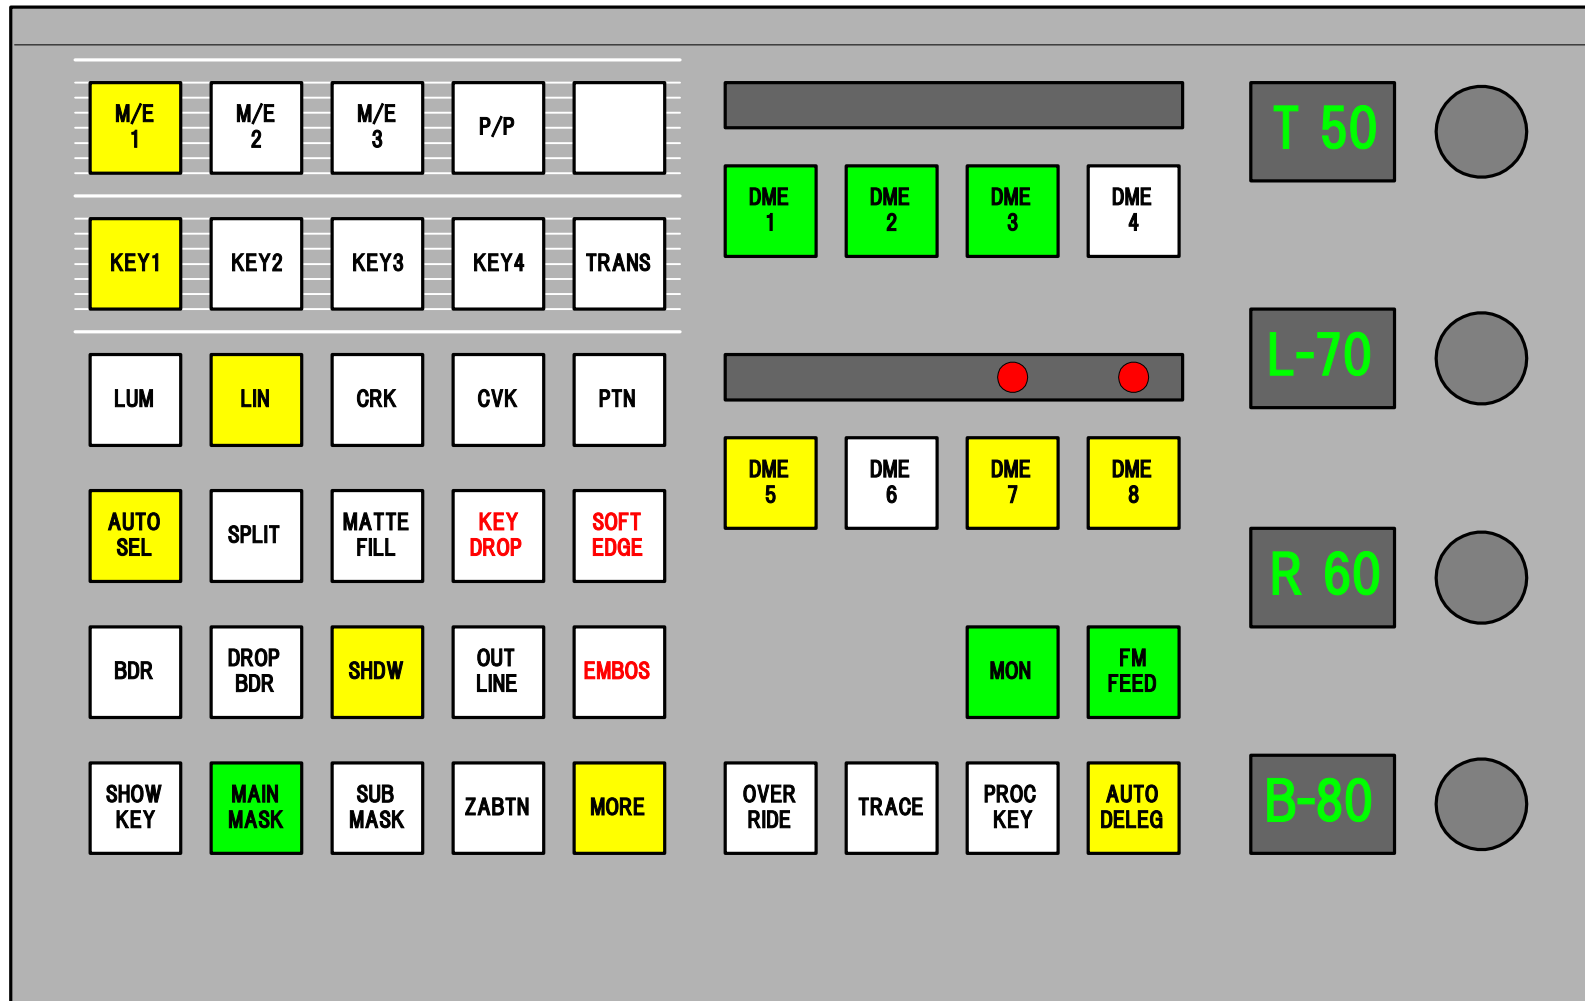 M/E
1
M/E
2
M/E
3
P/P
KEY1
KEY2
KEY3
KEY4
TRANS
LUM
LIN
CRK
CVK
PTN
AUTO
SEL
SPLIT
MATTE
FILL
KEY
DROP
SOFT
EDGE
BDR
DROP
BDR
SHDW
OUT
LINE
EMBOS
SHOW
KEY
MAIN
MASK
SUB
MASK
ZABTN
MORE
DME
1
DME
2
DME
3
DME
4
DME
5
DME
6
DME
7
DME
8
MON
FM
FEED
OVER
RIDE
TRACE
PROC
KEY
AUTO
DELEG
T 50
L-70
R 60
B-80